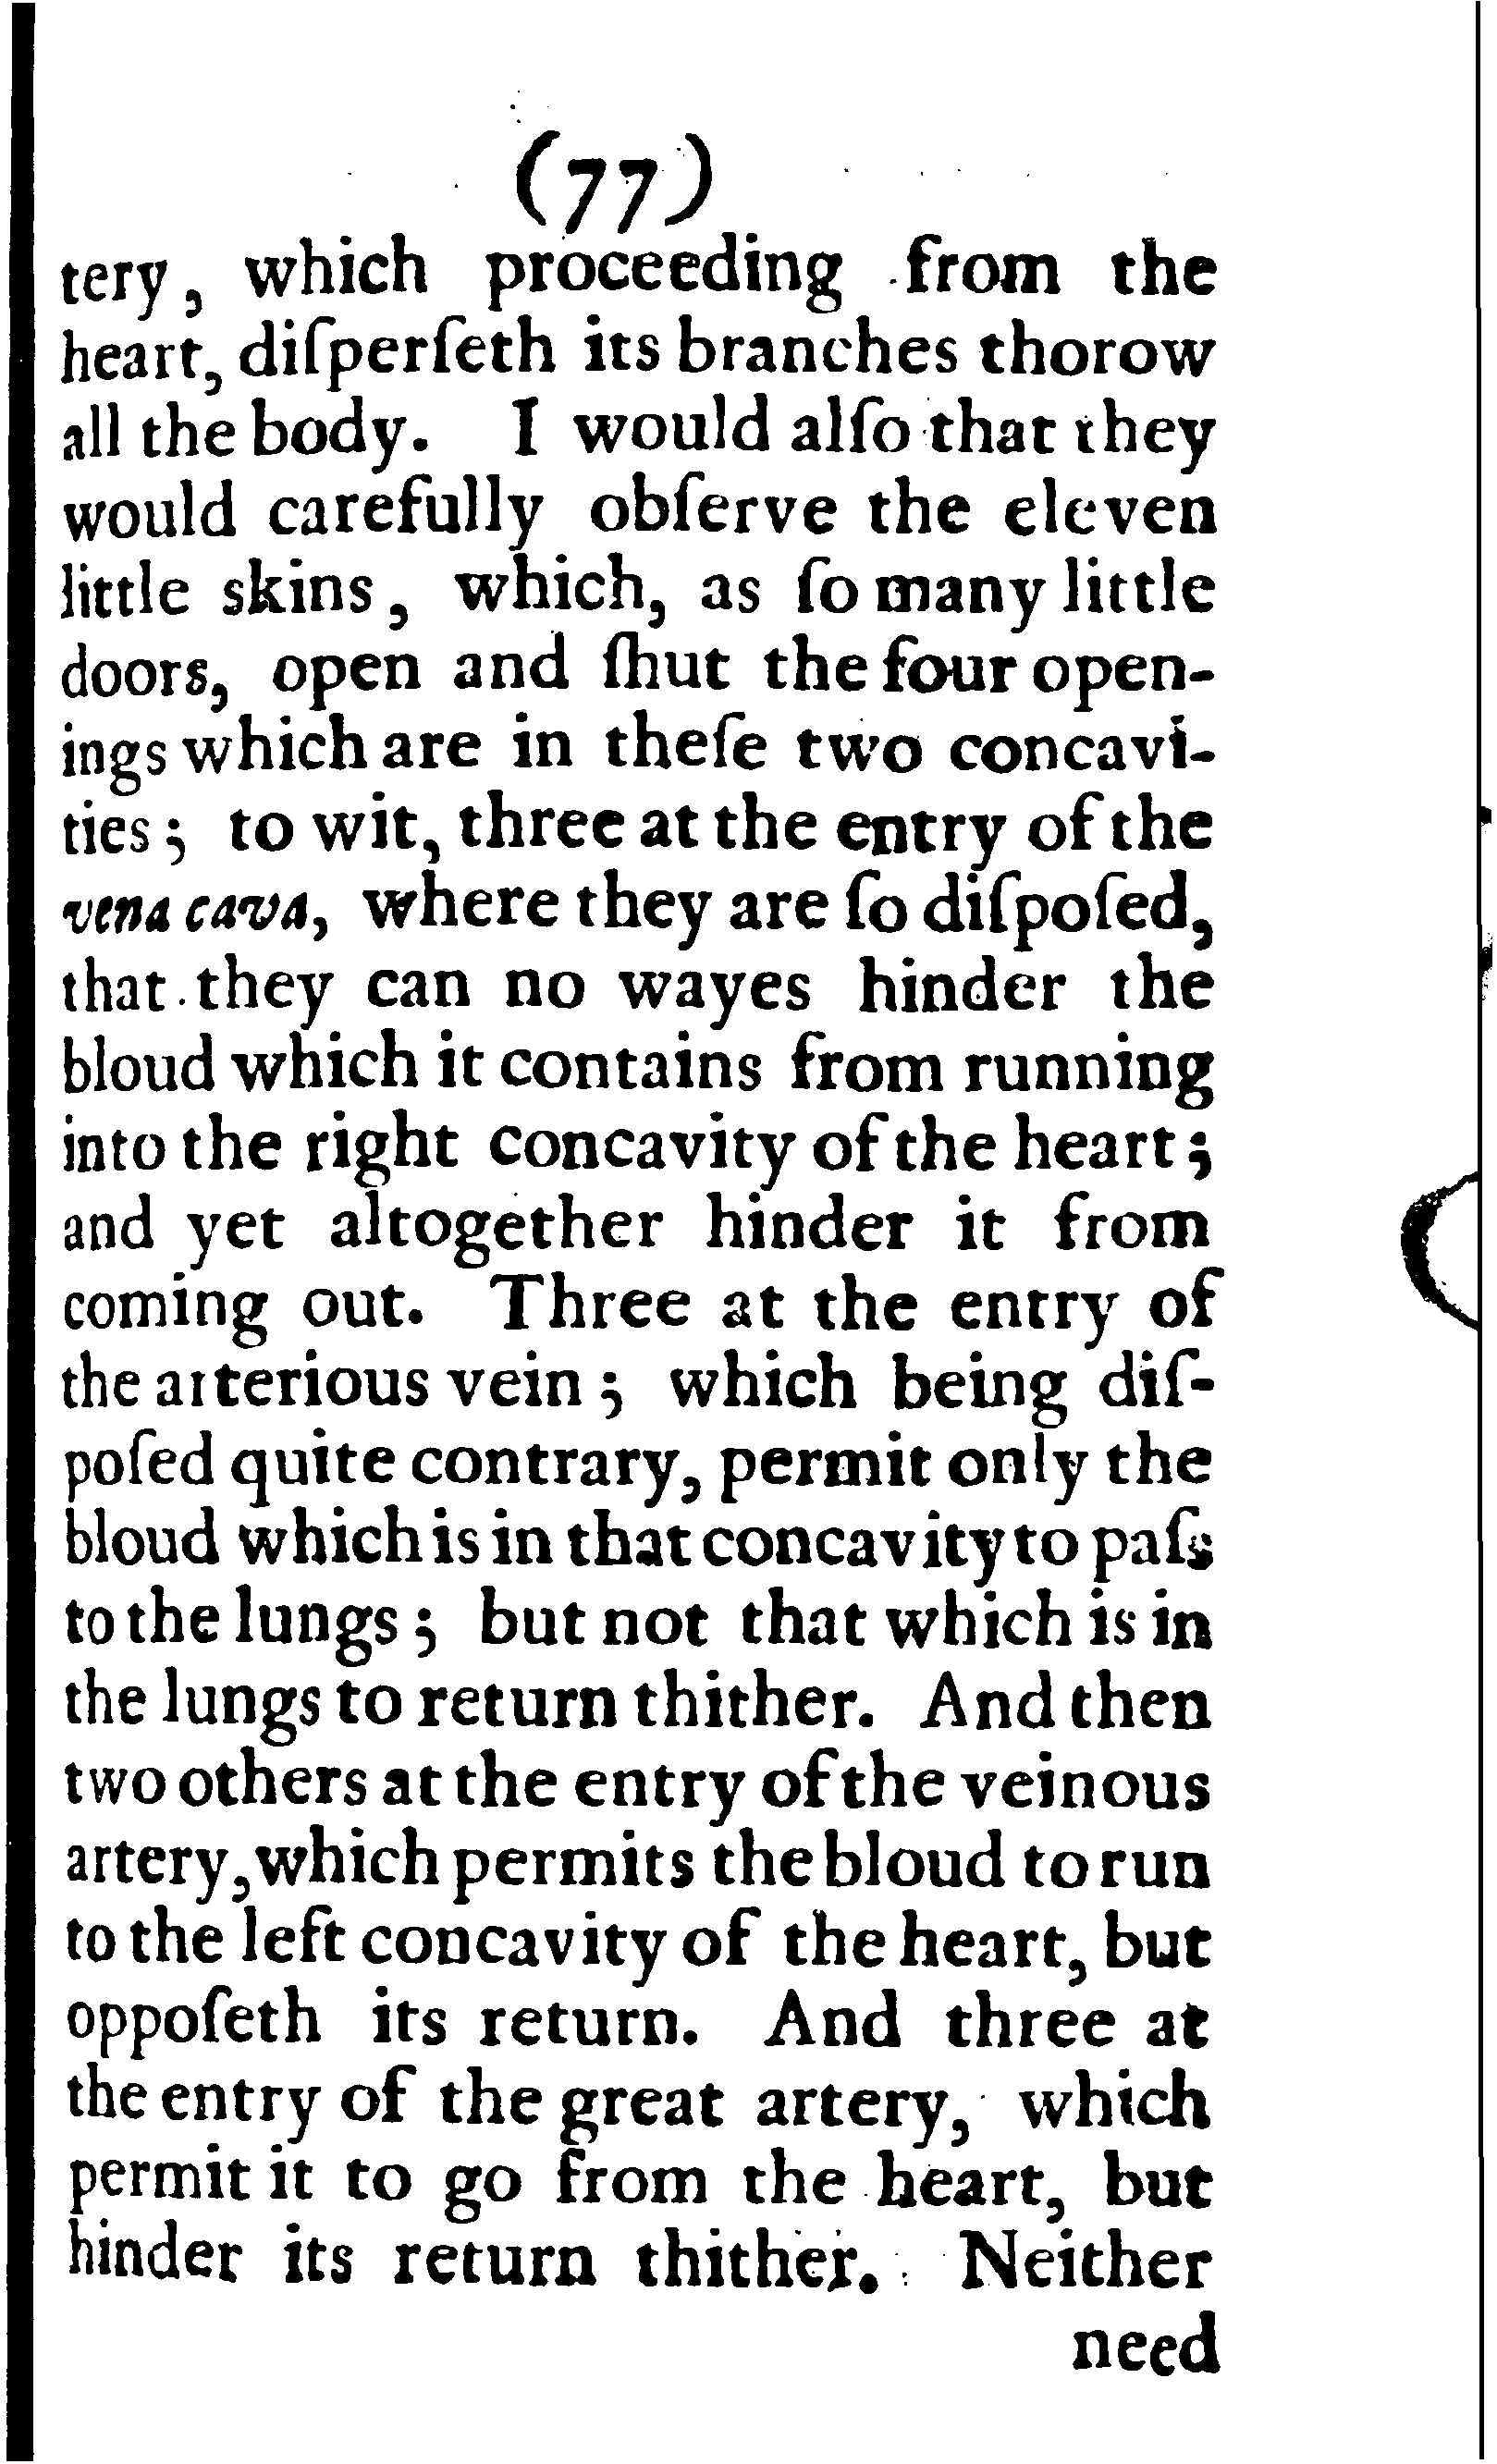 (77)
tery, which proceeding from the
heart, diſperſeth its branches thorow
all the body. I would alſo that they
would carefully obſerve the eleven
little skins, which, as ſo many little
doors, open and ſhut the four open-
ings which are in theſe two concavi-
ties; to wit, three at the entry of the
vena cava, where they are ſo diſpoſed,
that they can no wayes hinder the
bloud which it contains from running
into the right concavity of the heart;
and yet altogether hinder it from
coming out. Three at the entry of
the arterious vein; which being diſ-
poſed quite contrary, permit only the
bloud which is in that concavity to paſs
to the lungs; but not that which is in
the lungs to return thither. And then
two others at the entry of the veinous
artery, which permits the bloud to run
to the left concavity of the heart, but
oppoſeth its return. And three at
the entry of the great artery, which
permit it to go from the heart, but
hinder its return thither. Neither
need